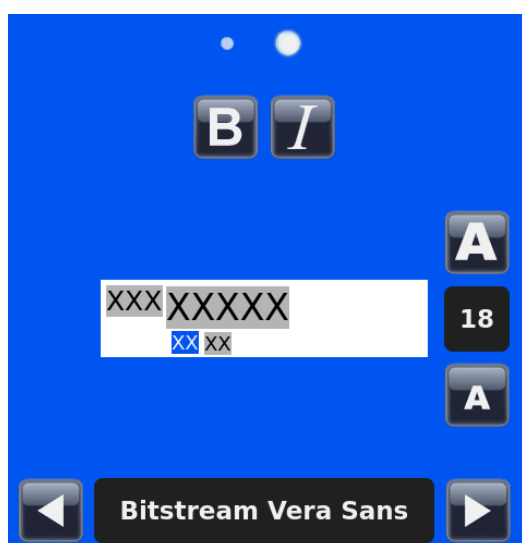 B I
A
18
XXX XXXXX
XX XX
A
Bitstream Vera Sans